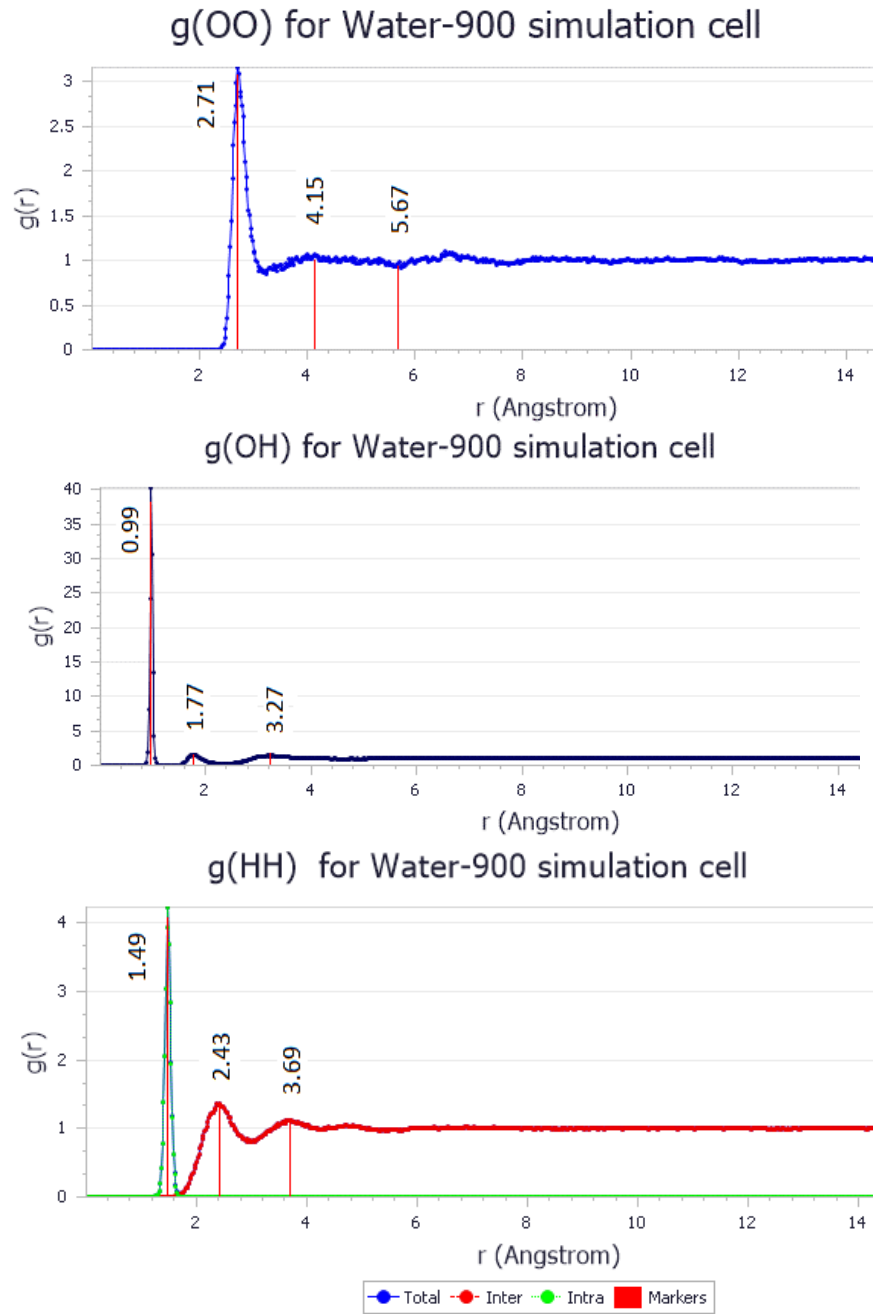 g(OO) for Water-900 simulation cell
3
2.5
2
1.5
1
0.5
0
g(r)
2.71
4.15
5.67
2 4 6 8 10 12 14
r (Angstrom)
g(OH) for Water-900 simulation cell
40
35
30
25
20
15
10
5
0
g(r)
0.99
1.77
3.27
2 4 6 8 10 12 14
r (Angstrom)
g(HH) for Water-900 simulation cell
4
3
2
1
0
g(r)
1.49
2.43
3.69
2 4 6 8 10 12 14
r (Angstrom)
Total Inter Intra Markers